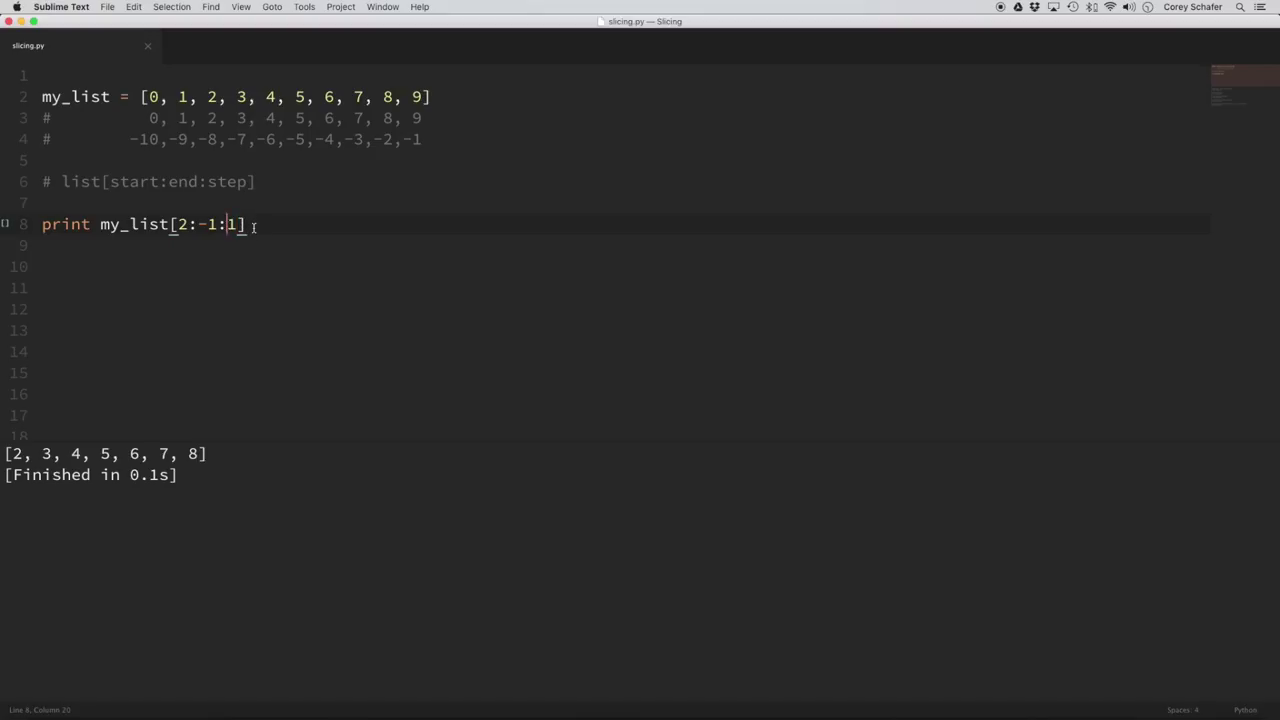 Sublime Text File Edit Selection Find View Goto Tools Project Window Help Corey Schafer
slicing.py — Slicing
slicing.py
1
2 my_list = [0, 1, 2, 3, 4, 5, 6, 7, 8, 9]
3 # 0, 1, 2, 3, 4, 5, 6, 7, 8, 9
4 # -10,-9,-8,-7,-6,-5,-4,-3,-2,-1
5
6 # list[start:end:step]
7
8 print my_list[2:-1:1]
9
10
11
12
13
14
15
16
17
18
[2, 3, 4, 5, 6, 7, 8]
[Finished in 0.1s]
Line 8, Column 20 Spaces: 4 Python